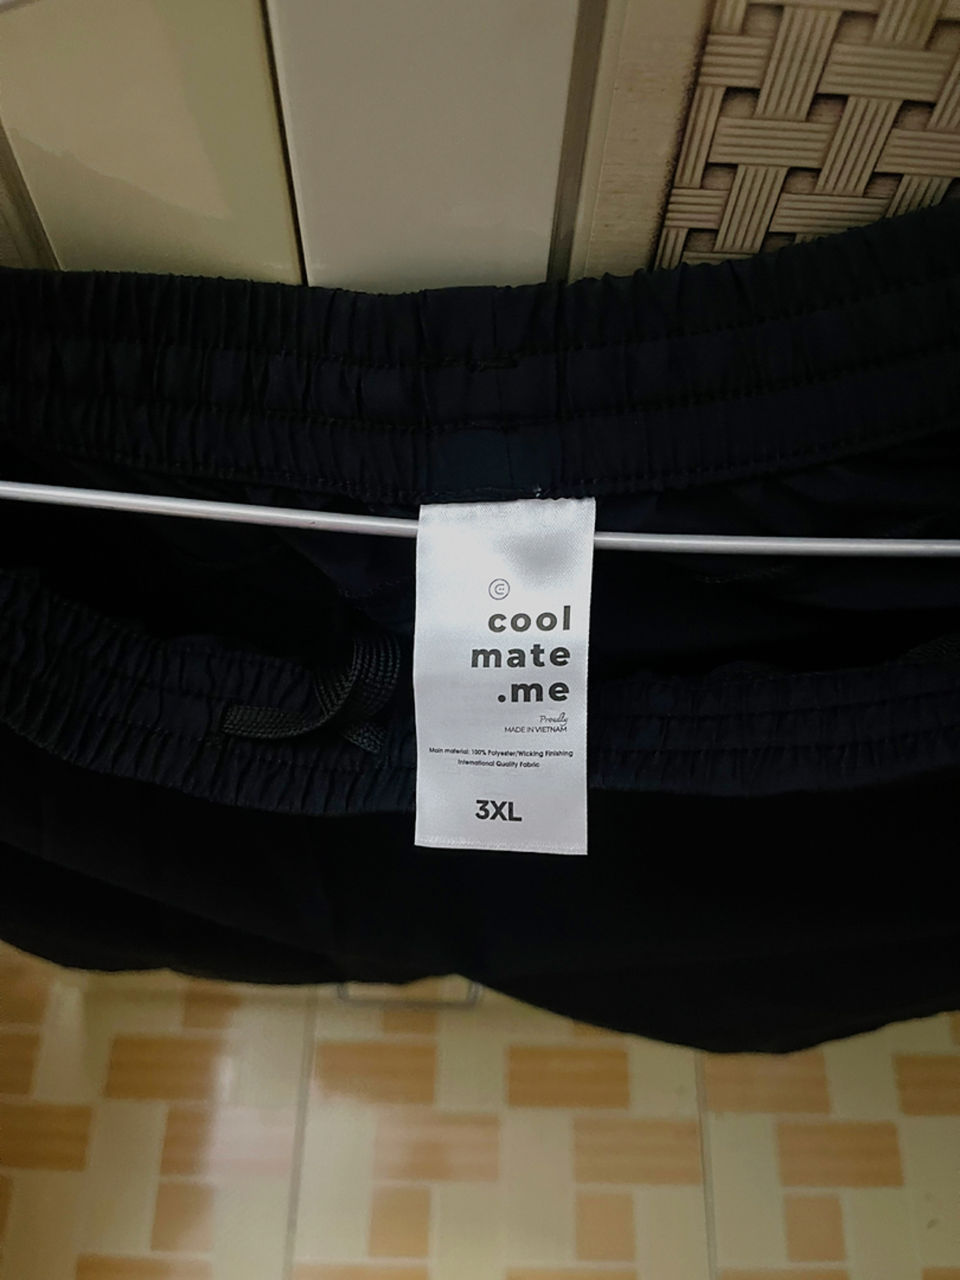 cool
mate
.me
Proudly
MADE IN VIETNAM
Main material: 100% Polyester/Wicking Finishing
International Quality Fabric
3XL